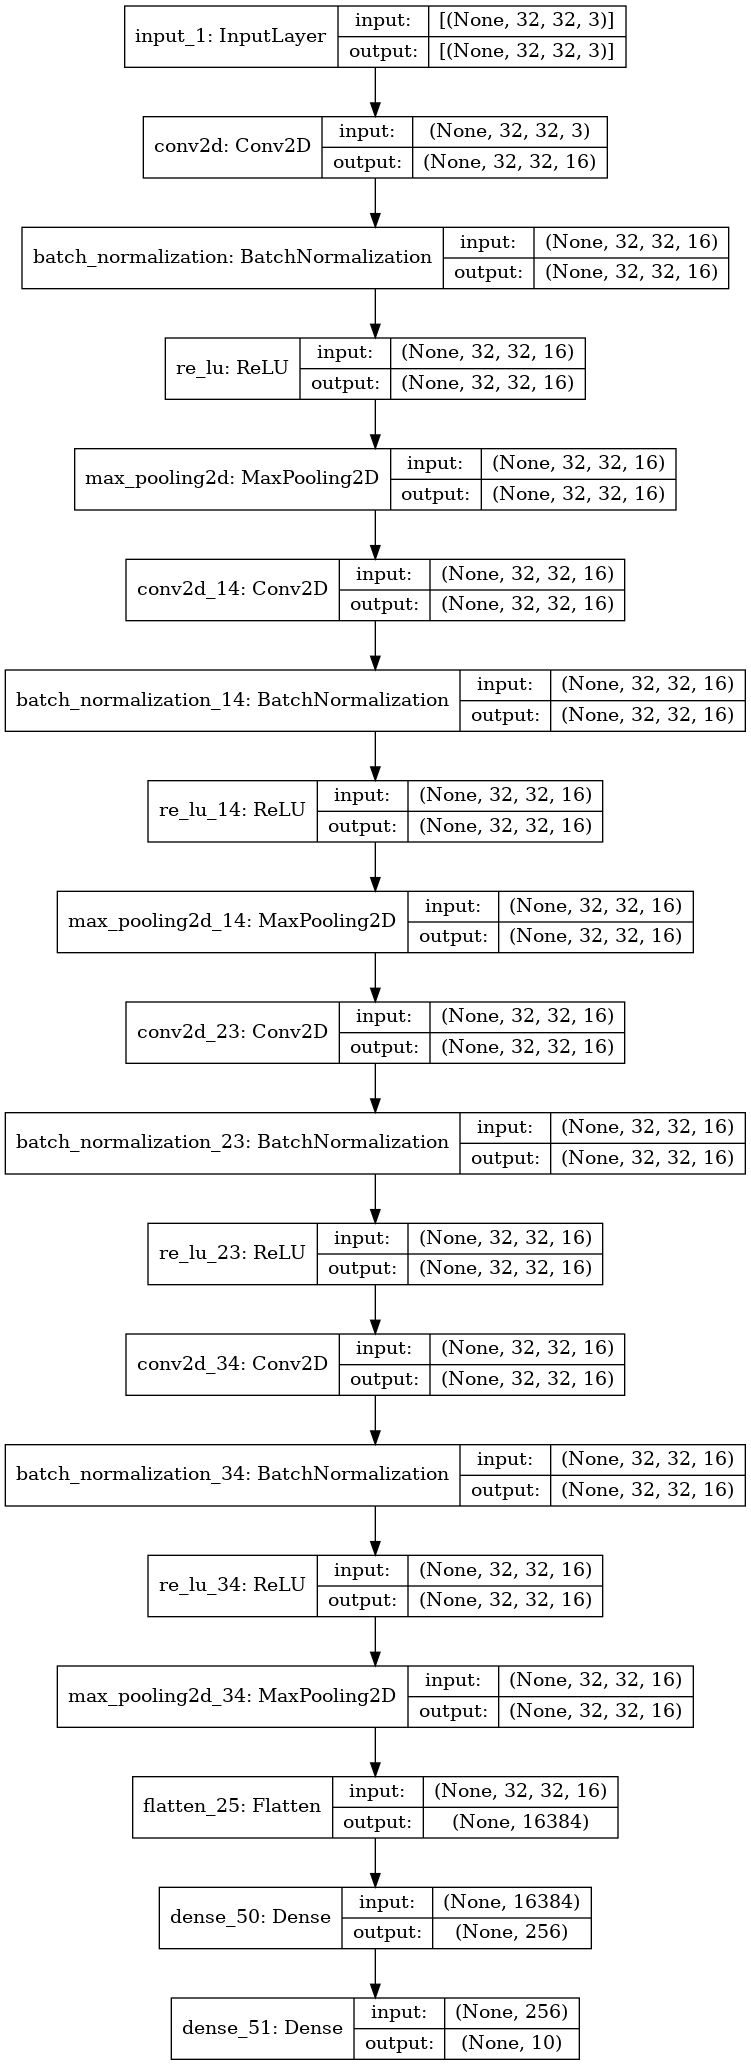 input_1: InputLayer
input: [(None, 32, 32, 3)]
output: [(None, 32, 32, 3)]
conv2d: Conv2D
input: (None, 32, 32, 3)
output: (None, 32, 32, 16)
batch_normalization: BatchNormalization
input: (None, 32, 32, 16)
output: (None, 32, 32, 16)
re_lu: ReLU
input: (None, 32, 32, 16)
output: (None, 32, 32, 16)
max_pooling2d: MaxPooling2D
input: (None, 32, 32, 16)
output: (None, 32, 32, 16)
conv2d_14: Conv2D
input: (None, 32, 32, 16)
output: (None, 32, 32, 16)
batch_normalization_14: BatchNormalization
input: (None, 32, 32, 16)
output: (None, 32, 32, 16)
re_lu_14: ReLU
input: (None, 32, 32, 16)
output: (None, 32, 32, 16)
max_pooling2d_14: MaxPooling2D
input: (None, 32, 32, 16)
output: (None, 32, 32, 16)
conv2d_23: Conv2D
input: (None, 32, 32, 16)
output: (None, 32, 32, 16)
batch_normalization_23: BatchNormalization
input: (None, 32, 32, 16)
output: (None, 32, 32, 16)
re_lu_23: ReLU
input: (None, 32, 32, 16)
output: (None, 32, 32, 16)
conv2d_34: Conv2D
input: (None, 32, 32, 16)
output: (None, 32, 32, 16)
batch_normalization_34: BatchNormalization
input: (None, 32, 32, 16)
output: (None, 32, 32, 16)
re_lu_34: ReLU
input: (None, 32, 32, 16)
output: (None, 32, 32, 16)
max_pooling2d_34: MaxPooling2D
input: (None, 32, 32, 16)
output: (None, 32, 32, 16)
flatten_25: Flatten
input: (None, 32, 32, 16)
output: (None, 16384)
dense_50: Dense
input: (None, 16384)
output: (None, 256)
dense_51: Dense
input: (None, 256)
output: (None, 10)